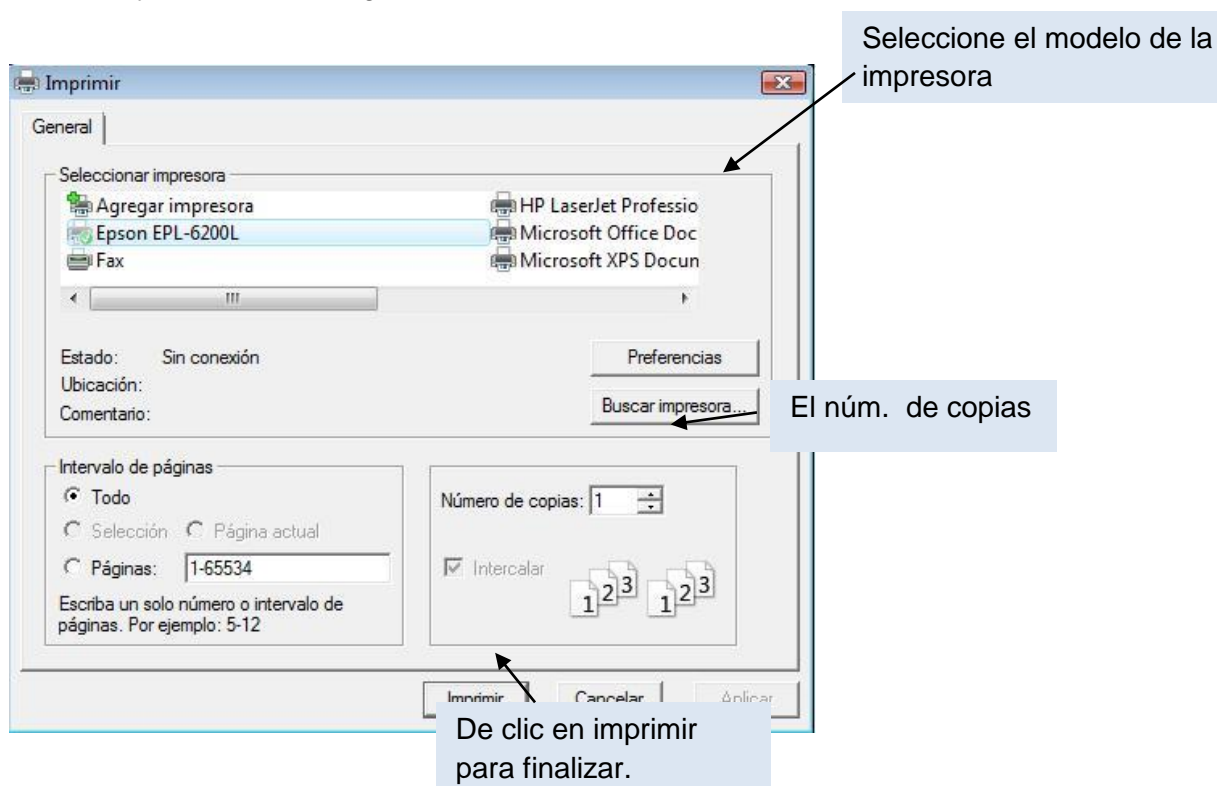 Seleccione el modelo de la
impresora
Imprimir
General
Seleccionar impresora
Agregar impresora
HP LaserJet Professio
Epson EPL-6200L
Microsoft Office Doc
Fax
Microsoft XPS Docun
Estado: Sin conexión
Preferencias
Ubicación:
Buscar impresora...
Comentario:
El núm. de copias
Intervalo de páginas
Todo
Número de copias: 1
Selección Página actual
Páginas: 1-65534
Intercalar
1 2 3 1 2 3
Escriba un solo número o intervalo de
páginas. Por ejemplo: 5-12
Imprimir Cancelar Aplicar
De clic en imprimir
para finalizar.